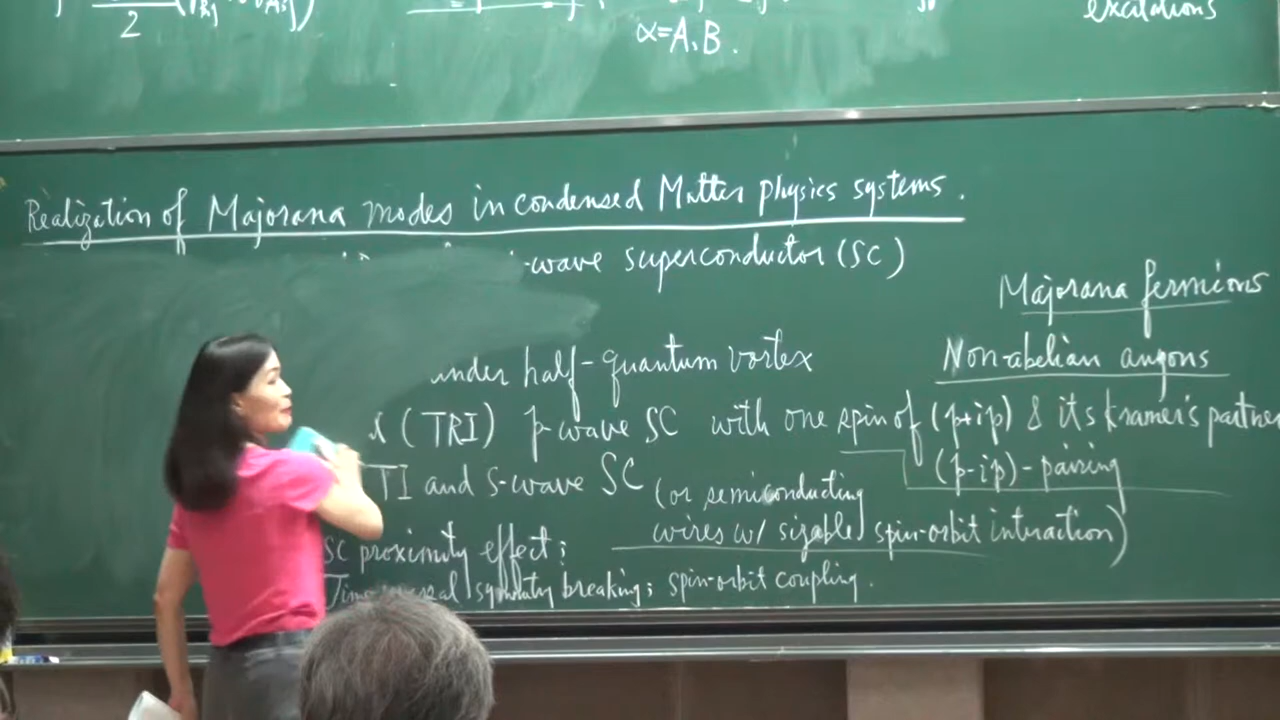 2
α=A,B.
excitations
Realization of Majorana modes in condensed Matter physics systems.
-wave superconductor (SC)
Majorana fermions
under half-quantum vortex
Non-abelian anyons
(TRI) p-wave SC with one spin of (p+ip) & its Kramer's partner
(p-ip)-pairing
TI and S-wave SC (or semiconducting
wires w/ sizable spin-orbit interaction)
SC proximity effect;
symmetry breaking; spin-orbit coupling.